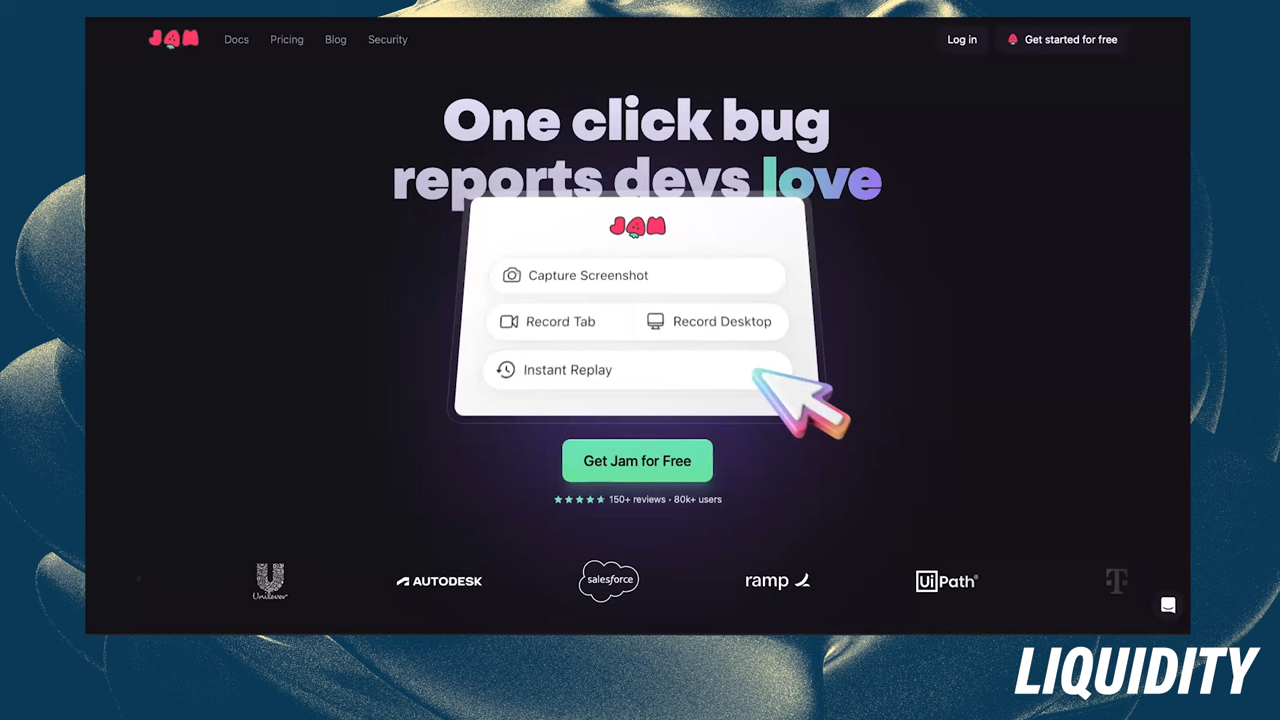 JAM
Docs
Pricing
Blog
Security
Log in
Get started for free
One click bug
reports devs love
JAM
Capture Screenshot
Record Tab
Record Desktop
Instant Replay
Get Jam for Free
150+ reviews • 80k+ users
Unilever
AUTODESK
salesforce
ramp
UiPath
T
LIQUIDITY